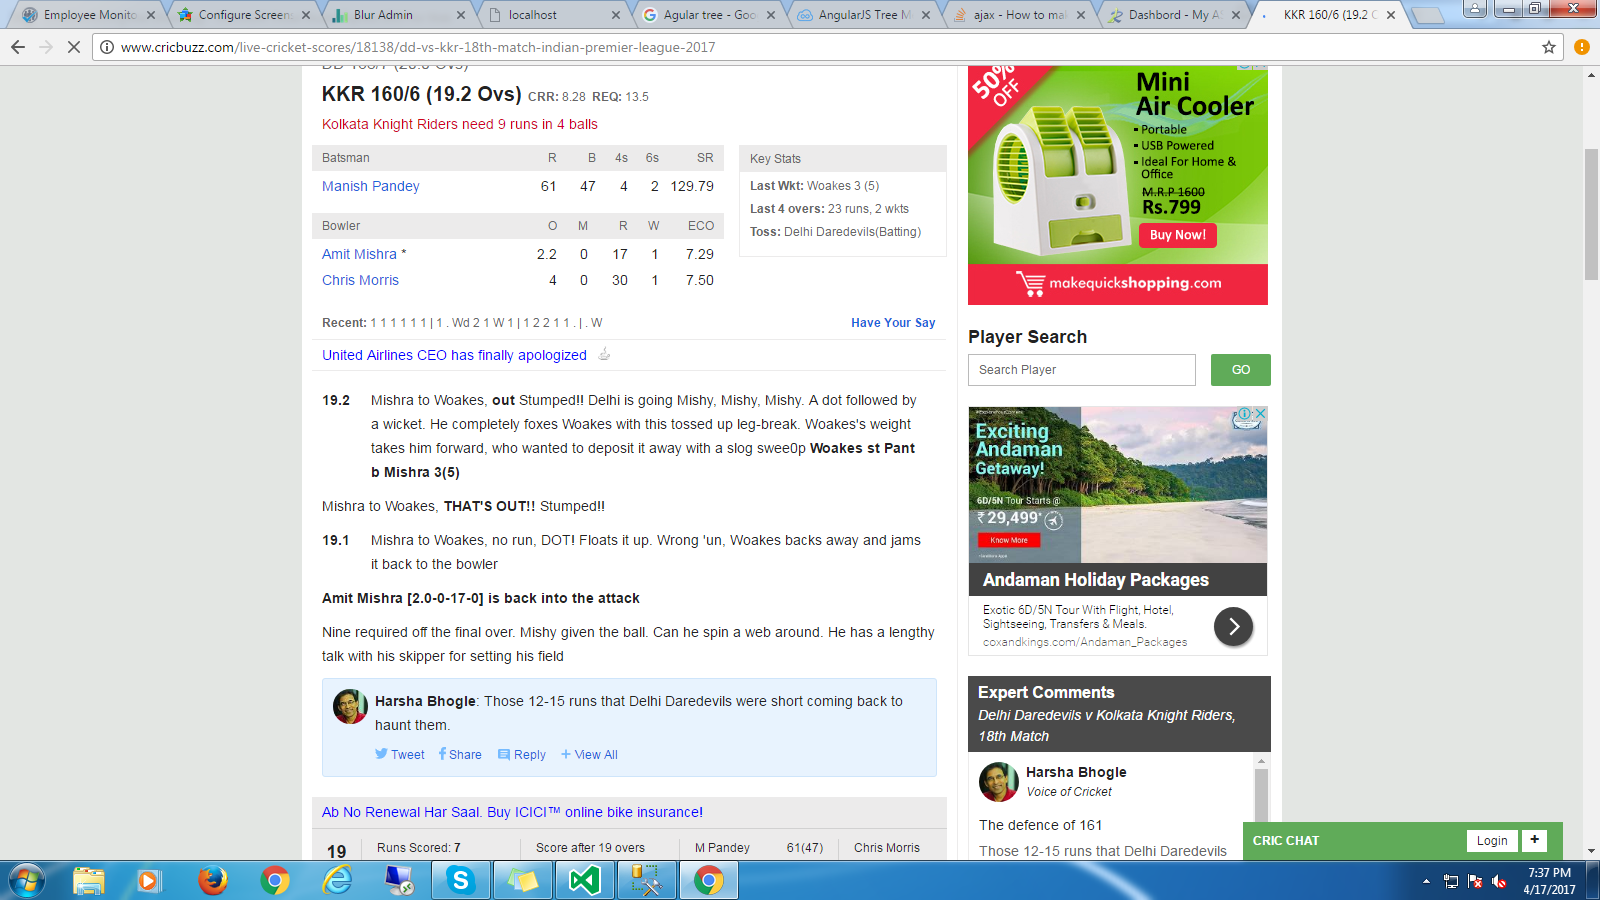 Employee Monito
Configure Screens
Blur Admin
localhost
Agular tree - Goo
AngularJS Tree M
ajax - How to mal
Dashbord - My A
KKR 160/6 (19.2 O
www.cricbuzz.com/live-cricket-scores/18138/dd-vs-kkr-18th-match-indian-premier-league-2017
KKR 160/6 (19.2 Ovs) CRR: 8.28 REQ: 13.5
Kolkata Knight Riders need 9 runs in 4 balls
Batsman R B 4s 6s SR
Manish Pandey 61 47 4 2 129.79
Bowler O M R W ECO
Amit Mishra * 2.2 0 17 1 7.29
Chris Morris 4 0 30 1 7.50
Key Stats
Last Wkt: Woakes 3 (5)
Last 4 overs: 23 runs, 2 wkts
Toss: Delhi Daredevils(Batting)
Recent: 1 1 1 1 1 1 | 1 . Wd 2 1 W 1 | 1 2 2 1 1 . | . W
Have Your Say
United Airlines CEO has finally apologized
19.2 Mishra to Woakes, out Stumped!! Delhi is going Mishy, Mishy, Mishy. A dot followed by
a wicket. He completely foxes Woakes with this tossed up leg-break. Woakes's weight
takes him forward, who wanted to deposit it away with a slog swee0p Woakes st Pant
b Mishra 3(5)
Mishra to Woakes, THAT'S OUT!! Stumped!!
19.1 Mishra to Woakes, no run, DOT! Floats it up. Wrong 'un, Woakes backs away and jams
it back to the bowler
Amit Mishra [2.0-0-17-0] is back into the attack
Nine required off the final over. Mishy given the ball. Can he spin a web around. He has a lengthy
talk with his skipper for setting his field
Harsha Bhogle: Those 12-15 runs that Delhi Daredevils were short coming back to
haunt them.
Tweet Share Reply + View All
Ab No Renewal Har Saal. Buy ICICI™ online bike insurance!
19 Runs Scored: 7 Score after 19 overs M Pandey 61(47) Chris Morris
50%
OFF
Mini
Air Cooler
▪ Portable
▪ USB Powered
▪ Ideal For Home &
Office
M.R.P 1600
Rs.799
Buy Now!
makequickshopping.com
Player Search
Search Player GO
Exciting
Andaman
Getaway!
6D/5N Tour Starts @
₹ 29,499*
Know More
Andaman Holiday Packages
Exotic 6D/5N Tour With Flight, Hotel,
Sightseeing, Transfers & Meals.
coxandkings.com/Andaman_Packages
Expert Comments
Delhi Daredevils v Kolkata Knight Riders,
18th Match
Harsha Bhogle
Voice of Cricket
The defence of 161
Those 12-15 runs that Delhi Daredevils
CRIC CHAT Login +
7:37 PM
4/17/2017